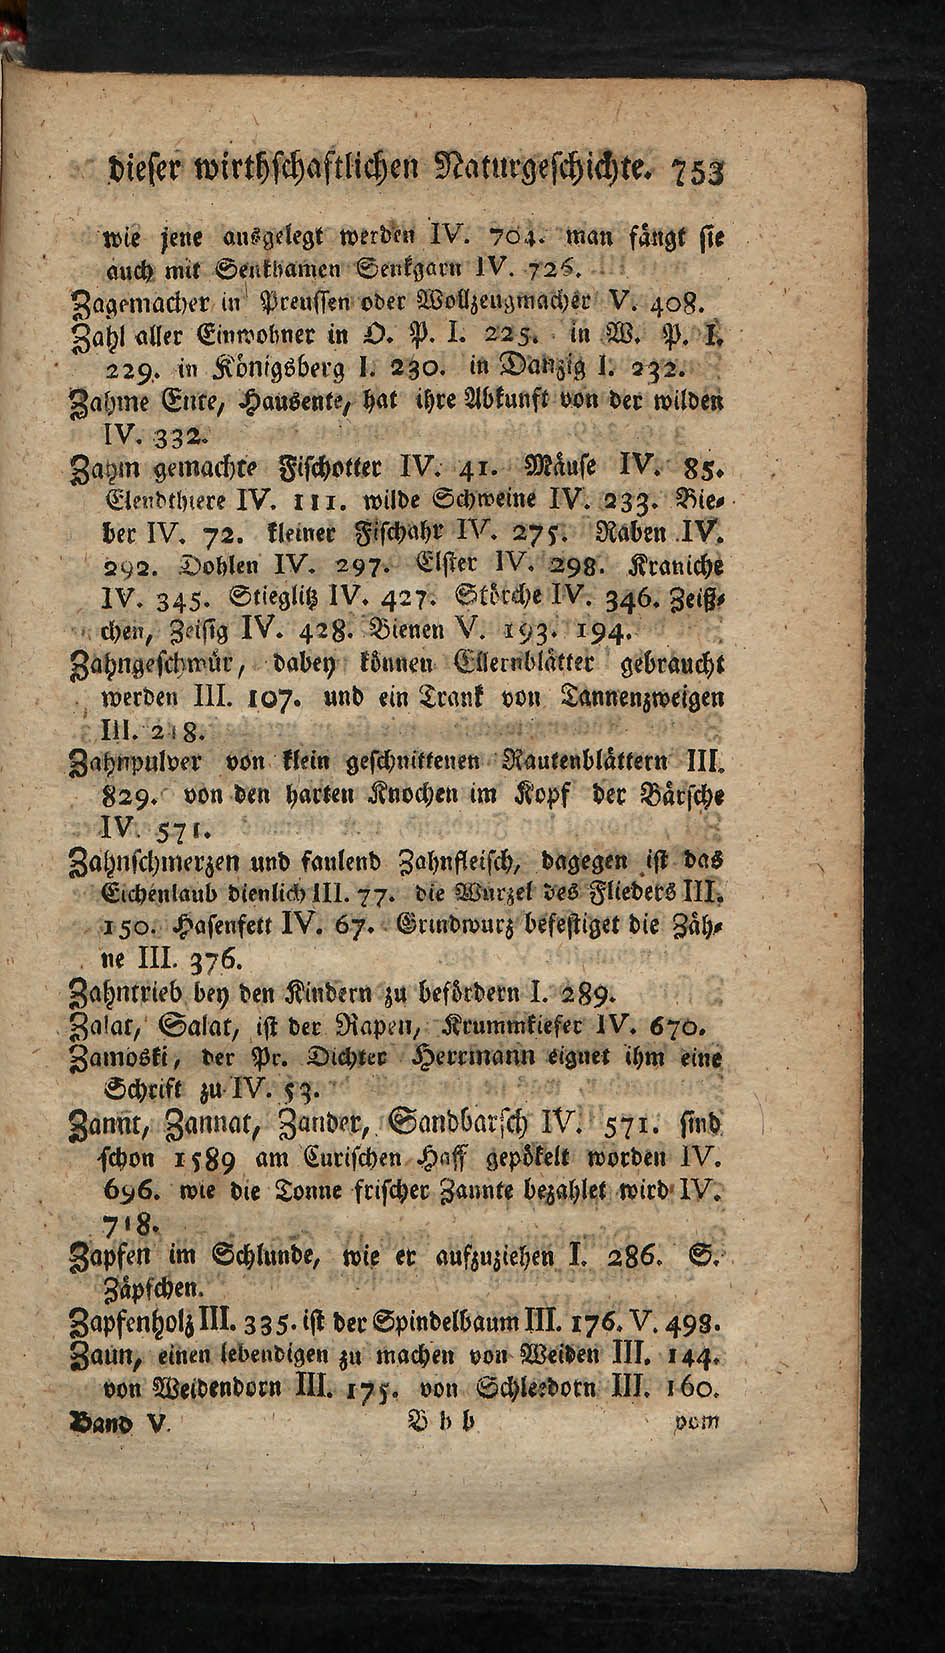 dieser wirthschaftlichen Naturgeschichte. 753
wie jene ausgelegt werden IV. 704. man fängt sie
auch mit Senkhamen Senkgarn IV. 726.
Zagemacher in Preussen oder Wollzeugmacher V. 408.
Zahl aller Einwohner in O. P. I. 225. in W. P. I.
229. in Königsberg I. 230. in Danzig I. 232.
Zahme Ente, Hausente, hat ihre Abkunft von der wilden
IV. 332.
Zahm gemachte Fischotter IV. 41. Mäuse IV. 85.
Elendthiere IV. 111. wilde Schweine IV. 233. Bie-
ber IV. 72. kleiner Fischahr IV. 275. Raben IV.
292. Dohlen IV. 297. Elster IV. 298. Kraniche
IV. 345. Stieglitz IV. 427. Störche IV. 346. Zeiß-
chen, Zeisig IV. 428. Bienen V. 193. 194.
Zahngeschwür, dabey können Ellernblätter gebraucht
werden III. 107. und ein Trank von Tannenzweigen
III. 218.
Zahnpulver von klein geschnittenen Rautenblättern III.
829. von den harten Knochen im Kopf der Bärsche
IV. 571.
Zahnschmerzen und faulend Zahnfleisch, dagegen ist das
Eichenlaub dienlich III. 77. die Wurzel des Flieders III.
150. Hasenfett IV. 67. Grindwurz befestiget die Zäh-
ne III. 376.
Zahntrieb bey den Kindern zu befördern I. 289.
Zalat, Salat, ist der Rapen, Krummkiefer IV. 670.
Zamoski, der Pr. Dichter Herrmann eignet ihm eine
Schrift zu IV. 53.
Zannt, Zannat, Zander, Sandbarsch IV. 571. sind
schon 1589 am Curischen Haff gepökelt worden IV.
696. wie die Tonne frischer Zannte bezahlet wird IV.
718.
Zapfen im Schlunde, wie er aufzuziehen I. 286. S.
Zäpfchen.
Zapfenholz III. 335. ist der Spindelbaum III. 176. V. 498.
Zaun, einen lebendigen zu machen von Weiden III. 144.
von Weidendorn III. 175. von Schleedorn III. 160.
Band V. B b b vom